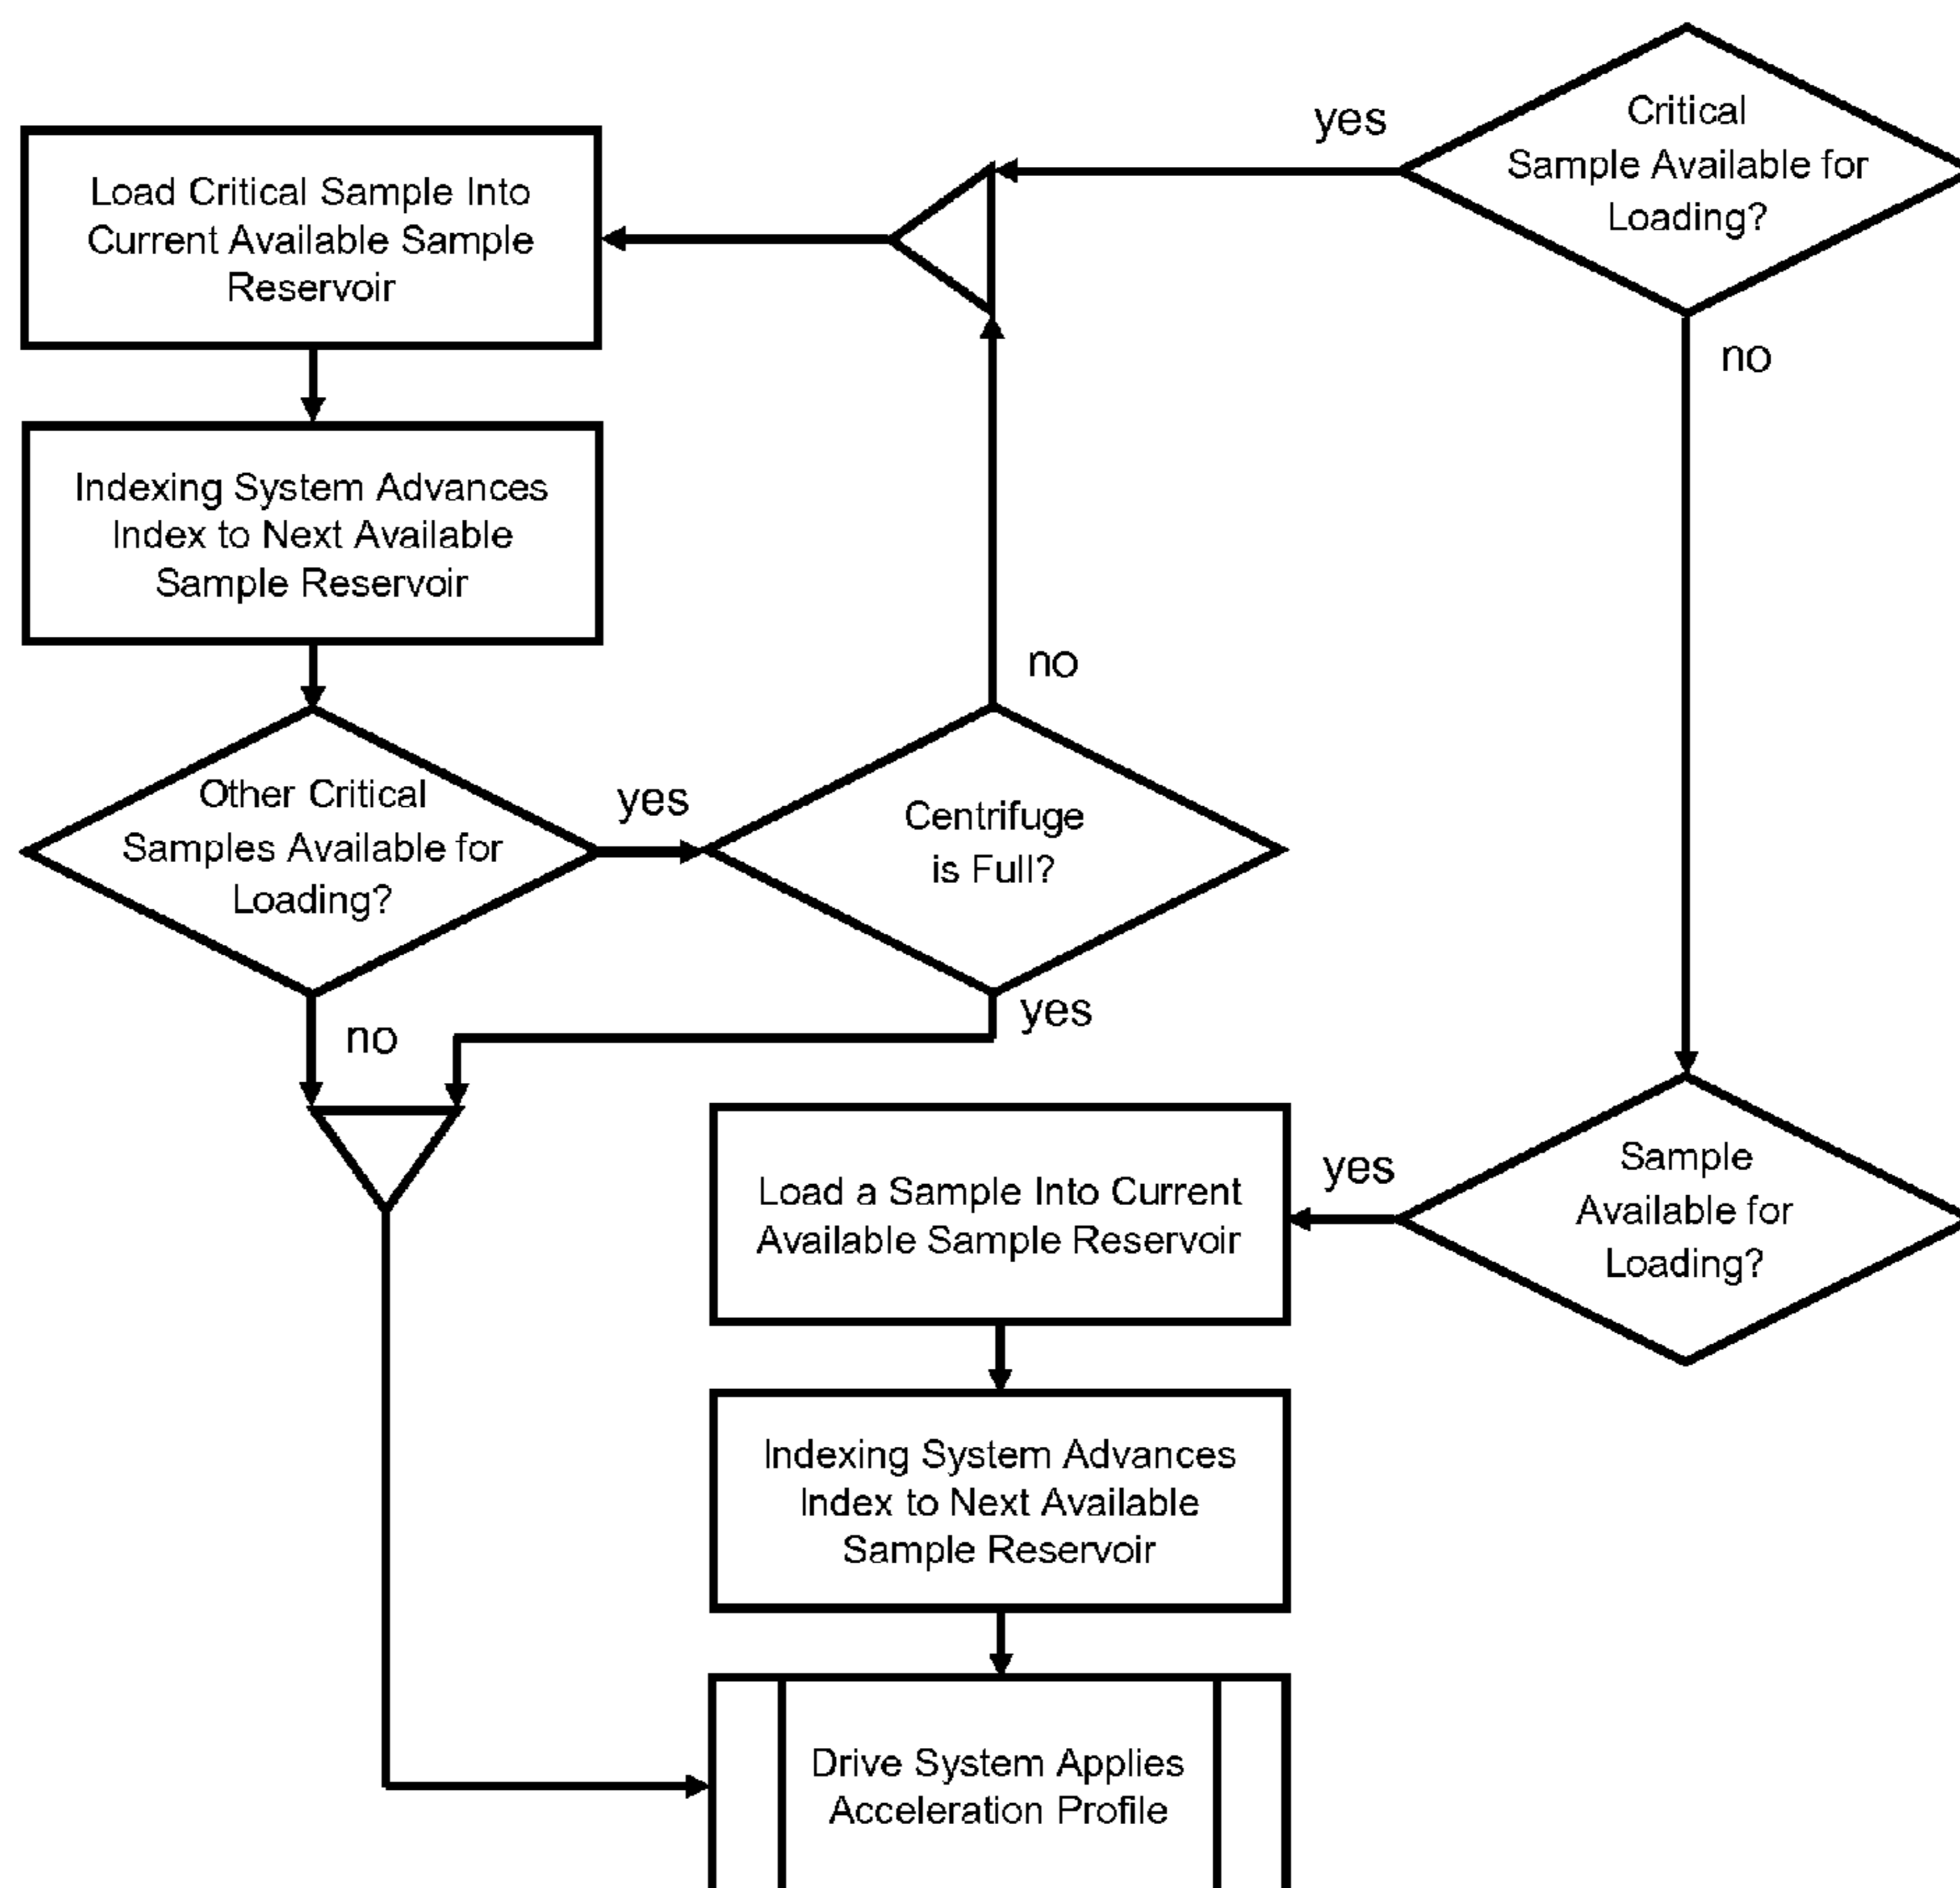 Critical
Sample Available for
Loading?
yes
no
Load Critical Sample Into
Current Available Sample
Reservoir
Indexing System Advances
Index to Next Available
Sample Reservoir
Other Critical
Samples Available for
Loading?
yes
no
Centrifuge
is Full?
no
yes
Sample
Available for
Loading?
yes
Load a Sample Into Current
Available Sample Reservoir
Indexing System Advances
Index to Next Available
Sample Reservoir
Drive System Applies
Acceleration Profile